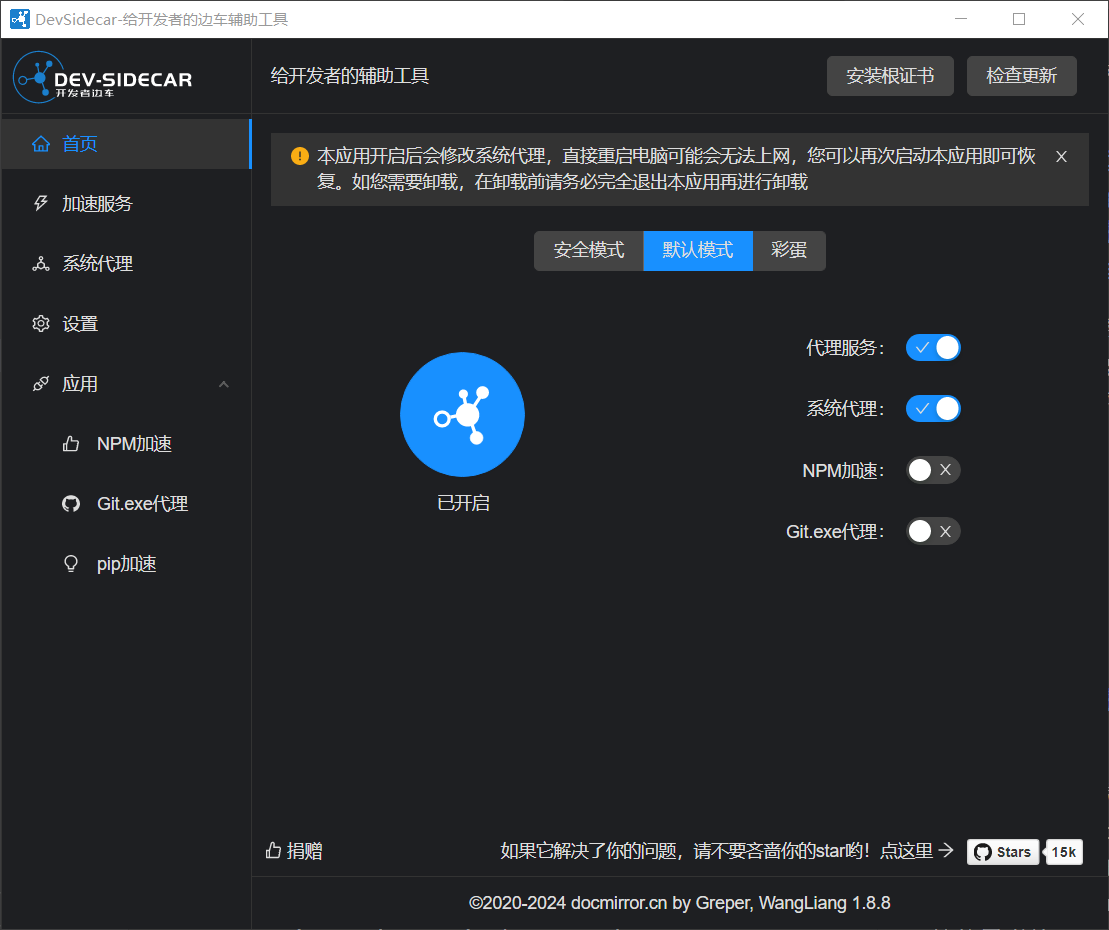 DevSidecar-给开发者的边车辅助工具
DEV-SIDECAR
开发者边车
给开发者的辅助工具
安装根证书
检查更新
首页
加速服务
系统代理
设置
应用
NPM加速
Git.exe代理
pip加速
本应用开启后会修改系统代理，直接重启电脑可能会无法上网，您可以再次启动本应用即可恢
复。如您需要卸载，在卸载前请务必完全退出本应用再进行卸载
安全模式
默认模式
彩蛋
已开启
代理服务：
系统代理：
NPM加速：
Git.exe代理：
捐赠
如果它解决了你的问题，请不要吝啬你的star哟！点这里
Stars
15k
©2020-2024 docmirror.cn by Greper, WangLiang 1.8.8